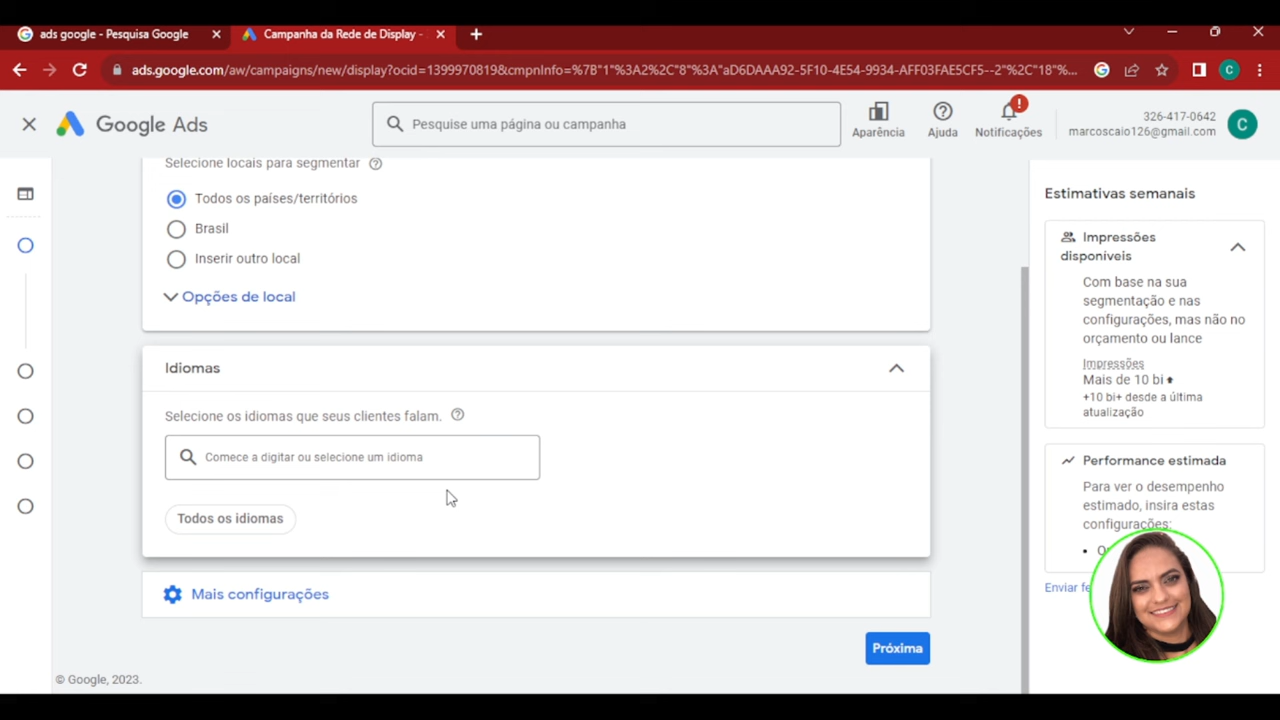 ads google - Pesquisa Google
Campanha da Rede de Display -
ads.google.com/aw/campaigns/new/display?ocid=1399970819&cmpnInfo=%7B"1"%3A2%2C"8"%3A"aD6DAAA92-5F10-4E54-9934-AFF03FAE5CF5--2"%2C"18"%...
C
Google Ads
Pesquise uma página ou campanha
Aparência
Ajuda
Notificações
326-417-0642
marcoscaio126@gmail.com
C
Selecione locais para segmentar
Todos os países/territórios
Brasil
Inserir outro local
Opções de local
Idiomas
Selecione os idiomas que seus clientes falam.
Comece a digitar ou selecione um idioma
Todos os idiomas
Mais configurações
Próxima
© Google, 2023.
Estimativas semanais
Impressões
disponíveis
Com base na sua
segmentação e nas
configurações, mas não no
orçamento ou lance
Impressões
Mais de 10 bi
+10 bi+ desde a última
atualização
Performance estimada
Para ver o desempenho
estimado, insira estas
configurações:
Enviar